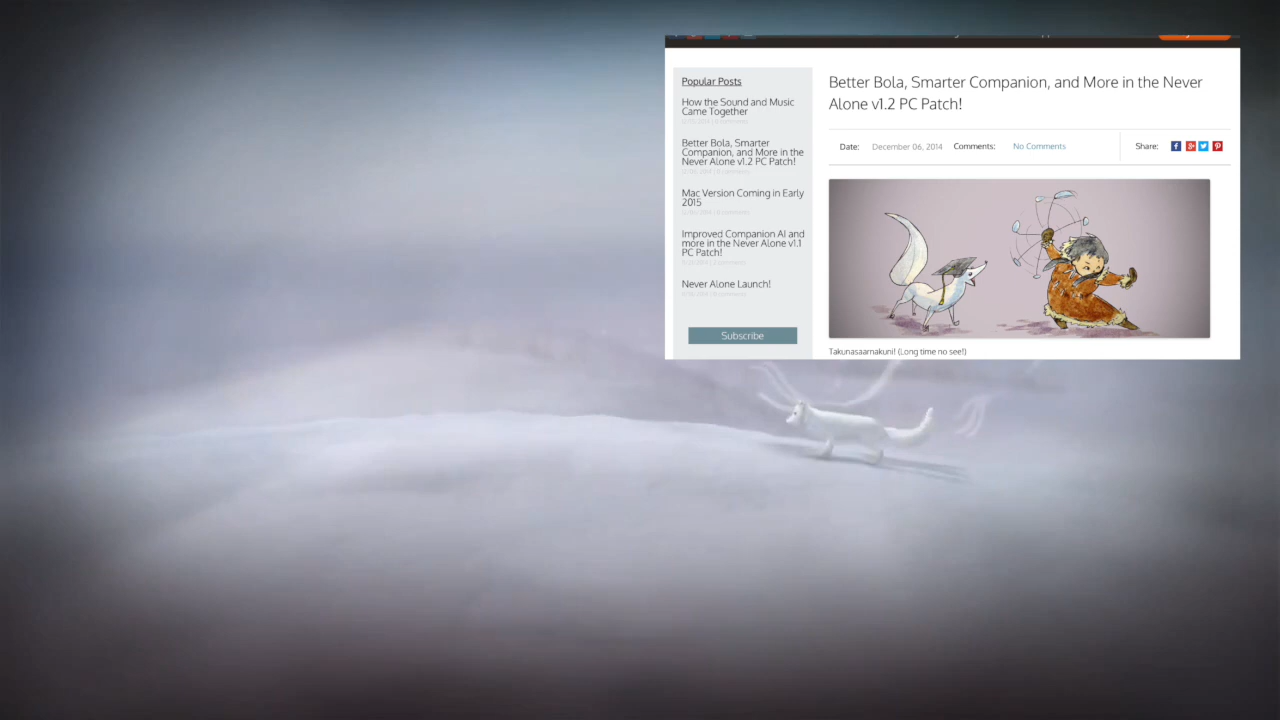 Popular Posts
How the Sound and Music
Came Together
Better Bola, Smarter
Companion, and More in the
Never Alone v1.2 PC Patch!
Mac Version Coming in Early
2015
Improved Companion AI and
more in the Never Alone v1.1
PC Patch!
Never Alone Launch!
Subscribe
Better Bola, Smarter Companion, and More in the Never
Alone v1.2 PC Patch!
Date: December 06, 2014 Comments: No Comments Share:
Takunasaarnakuni! (Long time no see!)